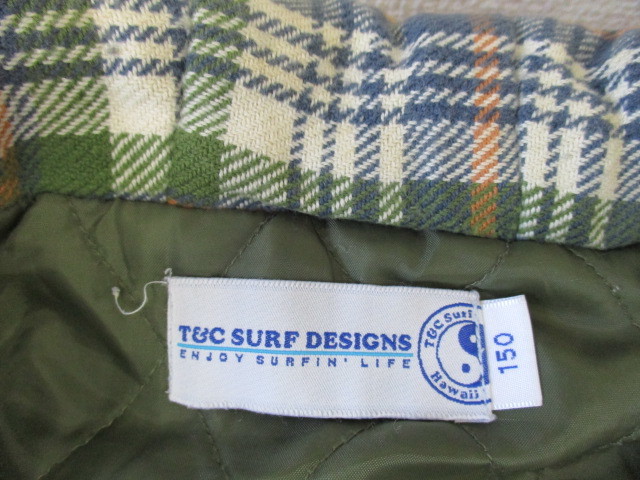 T&C SURF DESIGNS
ENJOY SURFIN' LIFE
T&C Surf
Hawaii
150